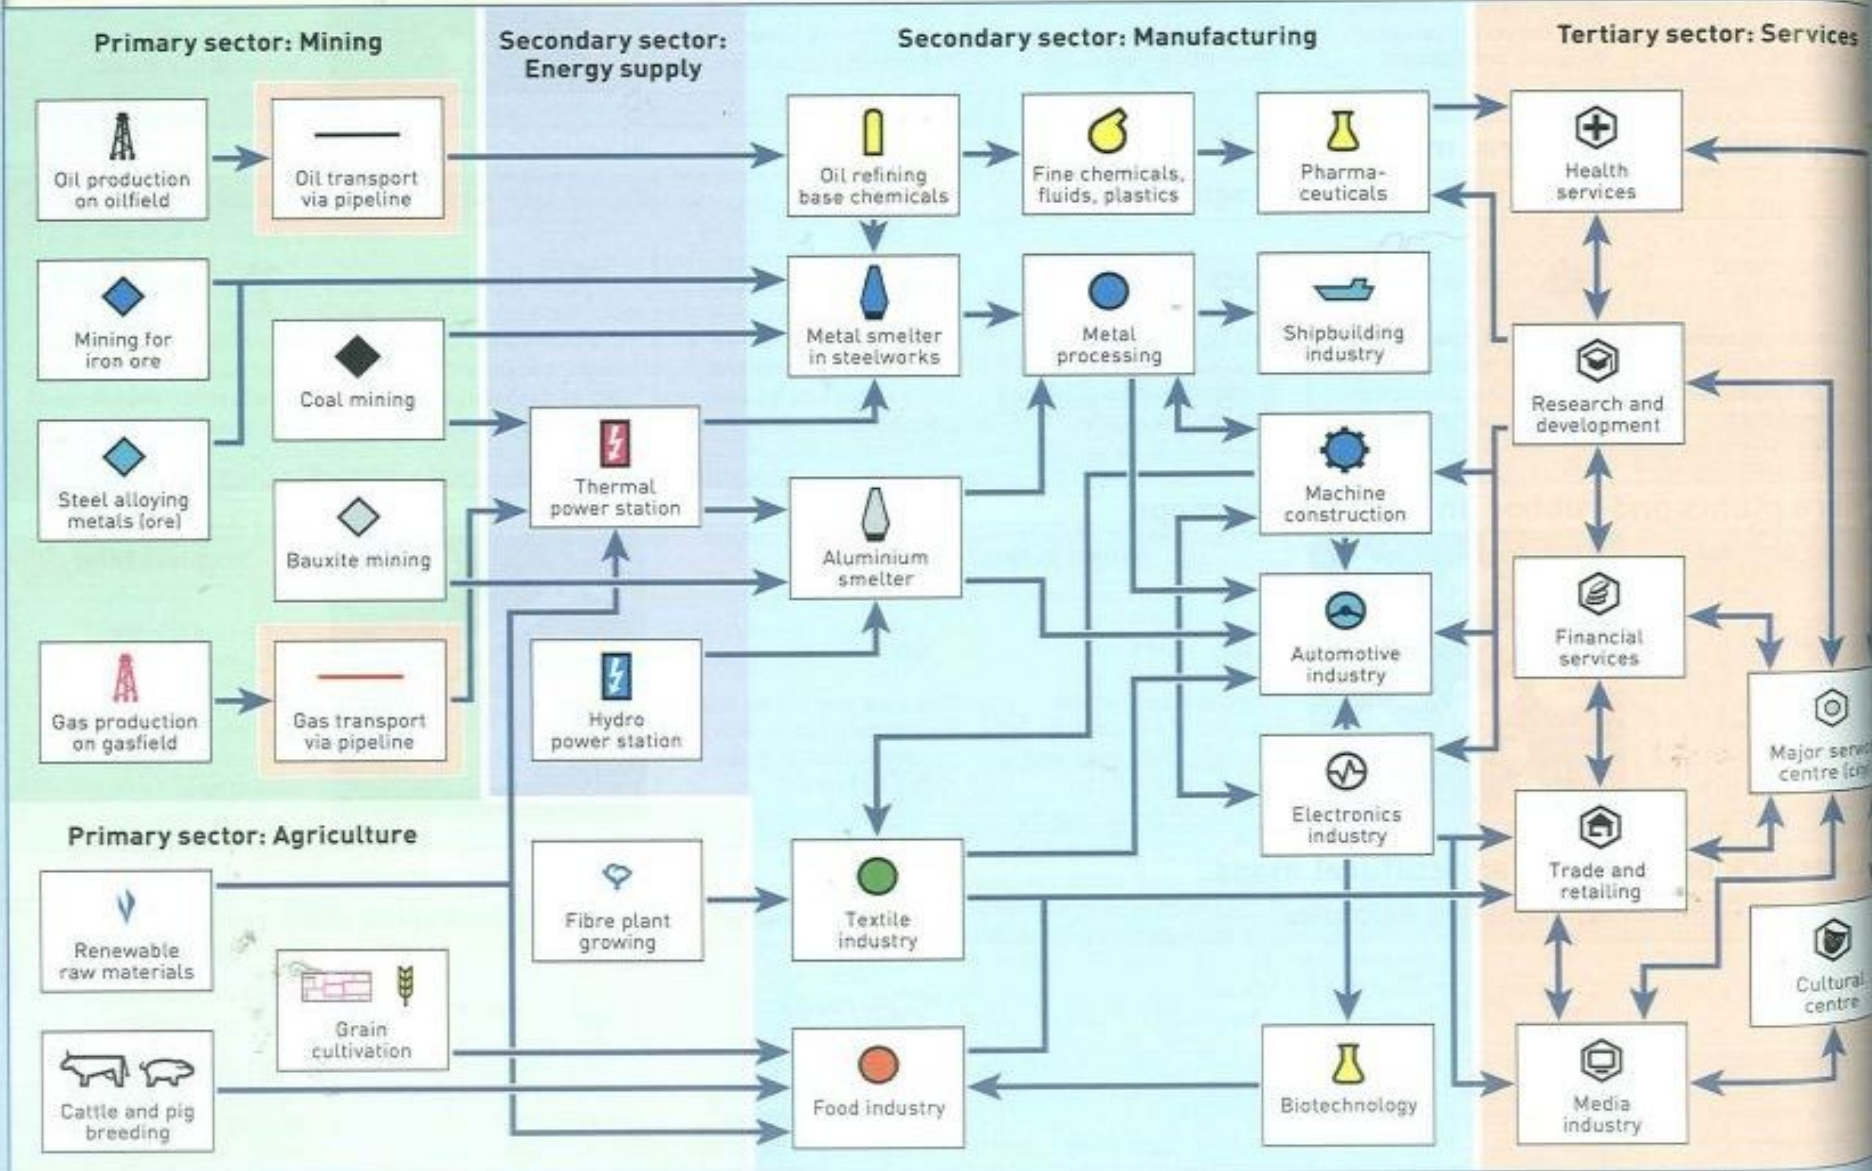 Primary sector: Mining
Secondary sector:
Energy supply
Secondary sector: Manufacturing
Tertiary sector: Services
Oil production
on oilfield
Oil transport
via pipeline
Oil refining
base chemicals
Fine chemicals,
fluids, plastics
Pharma-
ceuticals
Health
services
Mining for
iron ore
Coal mining
Metal smelter
in steelworks
Metal
processing
Shipbuilding
industry
Research and
development
Steel alloying
metals (ore)
Bauxite mining
Thermal
power station
Aluminium
smelter
Machine
construction
Automotive
industry
Financial
services
Gas production
on gasfield
Gas transport
via pipeline
Hydro
power station
Electronics
industry
Major
centre
Primary sector: Agriculture
Renewable
raw materials
Fibre plant
growing
Textile
industry
Trade and
retailing
Cultural
centre
Grain
cultivation
Cattle and pig
breeding
Food industry
Biotechnology
Media
industry